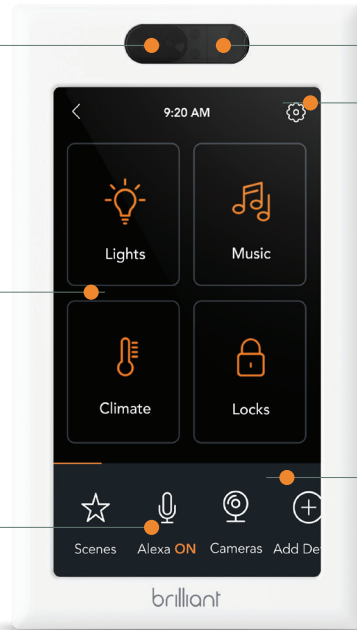 9:20 AM
Lights
Music
Climate
Locks
Scenes
Alexa ON
Cameras
Add De
brilliant